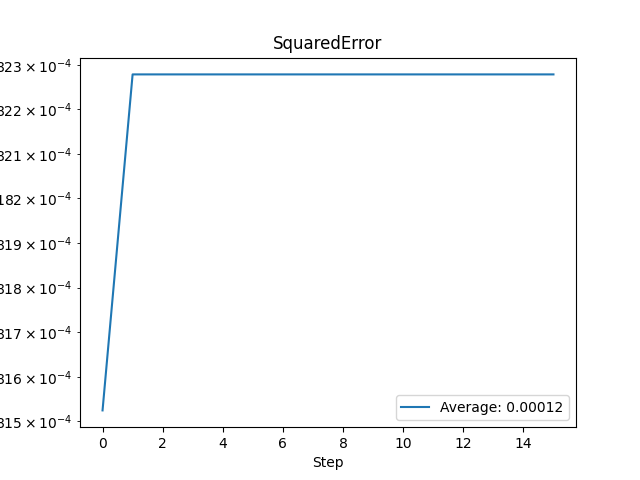 SquaredError
823 × 10⁻⁴
822 × 10⁻⁴
821 × 10⁻⁴
182 × 10⁻⁴
819 × 10⁻⁴
818 × 10⁻⁴
817 × 10⁻⁴
816 × 10⁻⁴
815 × 10⁻⁴
Average: 0.00012
0 2 4 6 8 10 12 14
Step